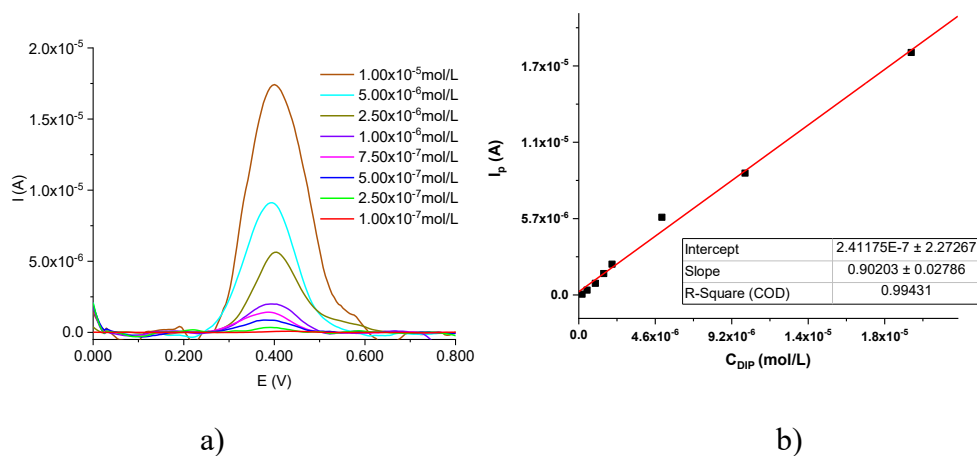 2.0x10⁻⁵
1.5x10⁻⁵
1.0x10⁻⁵
5.0x10⁻⁶
0.0
I (A)
0.000 0.200 0.400 0.600 0.800
E (V)
1.00x10⁻⁵mol/L
5.00x10⁻⁶mol/L
2.50x10⁻⁶mol/L
1.00x10⁻⁶mol/L
7.50x10⁻⁷mol/L
5.00x10⁻⁷mol/L
2.50x10⁻⁷mol/L
1.00x10⁻⁷mol/L
a)
1.7x10⁻⁵
1.1x10⁻⁵
5.7x10⁻⁶
0.0
Iₚ (A)
Intercept 2.41175E-7 ± 2.27267
Slope 0.90203 ± 0.02786
R-Square (COD) 0.99431
0.0 4.6x10⁻⁶ 9.2x10⁻⁶ 1.4x10⁻⁵ 1.8x10⁻⁵
C_DIP (mol/L)
b)